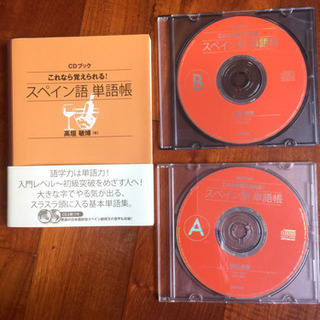 CDブック
これなら覚えられる!
スペイン語 単語帳
高垣 敏博 [著]
語学力は単語力!
入門レベル〜初級突破をめざす人へ!
大きな字でやる気が出る、
スラスラ頭に入る基本単語集。
スペイン語 単語帳
B
スペイン語 単語帳
A